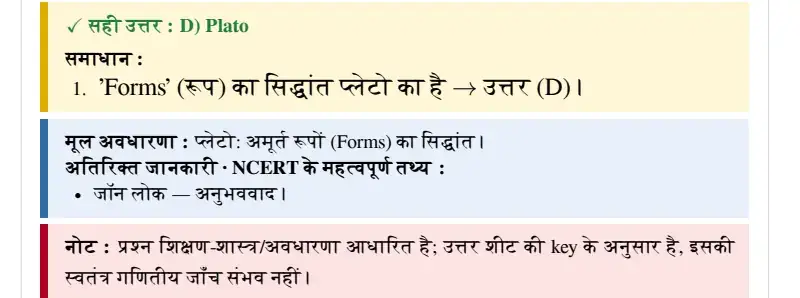 ✓ सही उत्तर : D) Plato
समाधान :
1. ’Forms’ (रूप) का सिद्धांत प्लेटो का है → उत्तर (D)।
मूल अवधारणा : प्लेटो: अमूर्त रूपों (Forms) का सिद्धांत।
अतिरिक्त जानकारी · NCERT के महत्वपूर्ण तथ्य :
• जॉन लोक — अनुभववाद।
नोट : प्रश्न शिक्षण-शास्त्र/अवधारणा आधारित है; उत्तर शीट की key के अनुसार है, इसकी
स्वतंत्र गणितीय जाँच संभव नहीं।